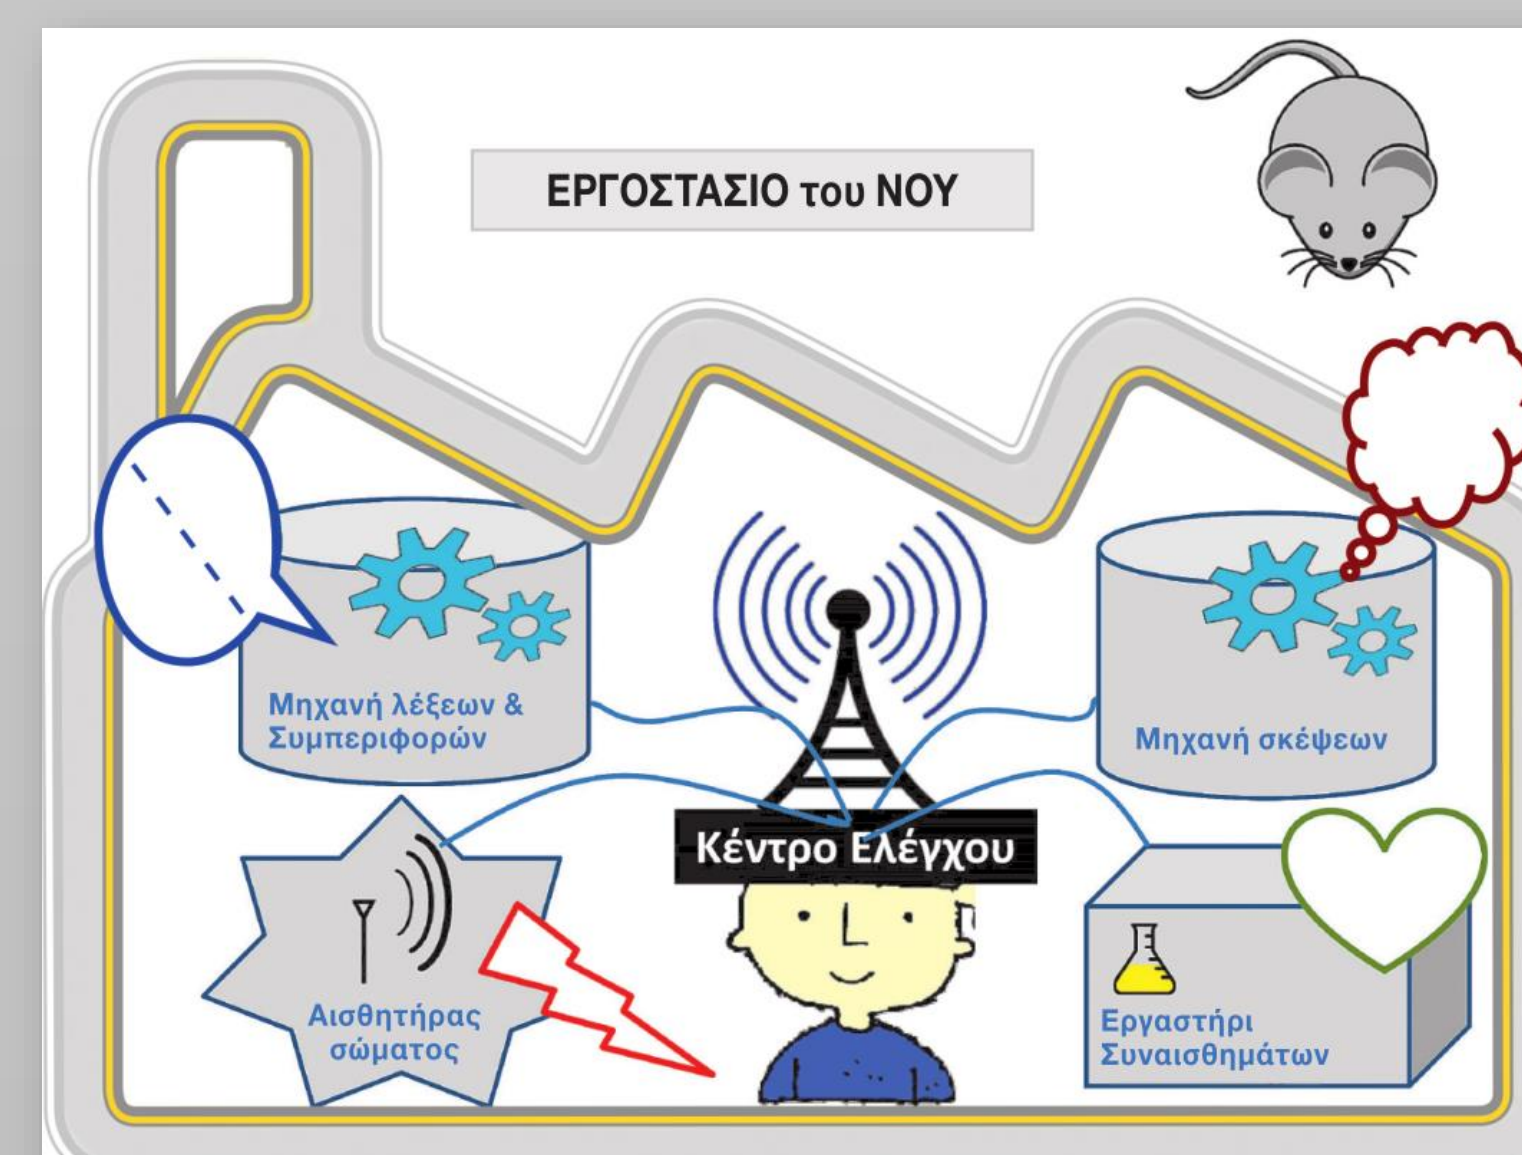 ΕΡΓΟΣΤΑΣΙΟ του ΝΟΥ
Μηχανή λέξεων &
Συμπεριφορών
Μηχανή σκέψεων
Κέντρο Ελέγχου
Αισθητήρας
σώματος
Εργαστήρι
Συναισθημάτων